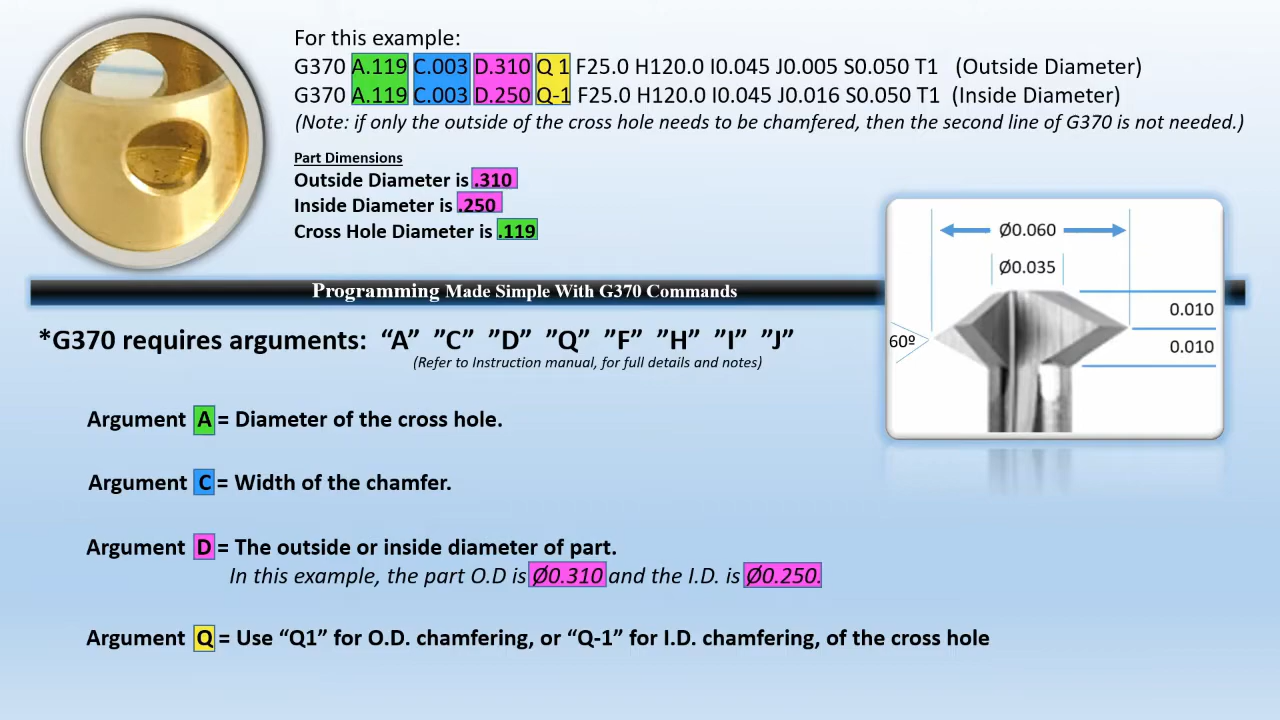 For this example:
G370 A.119 C.003 D.310 Q 1 F25.0 H120.0 I0.045 J0.005 S0.050 T1 (Outside Diameter)
G370 A.119 C.003 D.250 Q-1 F25.0 H120.0 I0.045 J0.016 S0.050 T1 (Inside Diameter)
(Note: if only the outside of the cross hole needs to be chamfered, then the second line of G370 is not needed.)
Part Dimensions
Outside Diameter is .310
Inside Diameter is .250
Cross Hole Diameter is .119
Ø0.060
Ø0.035
0.010
60º
0.010
Programming Made Simple With G370 Commands
*G370 requires arguments: “A” ”C” ”D” ”Q” ”F” ”H” ”I” ”J”
(Refer to Instruction manual, for full details and notes)
Argument A = Diameter of the cross hole.
Argument C = Width of the chamfer.
Argument D = The outside or inside diameter of part.
In this example, the part O.D is Ø0.310 and the I.D. is Ø0.250.
Argument Q = Use “Q1” for O.D. chamfering, or “Q-1” for I.D. chamfering, of the cross hole